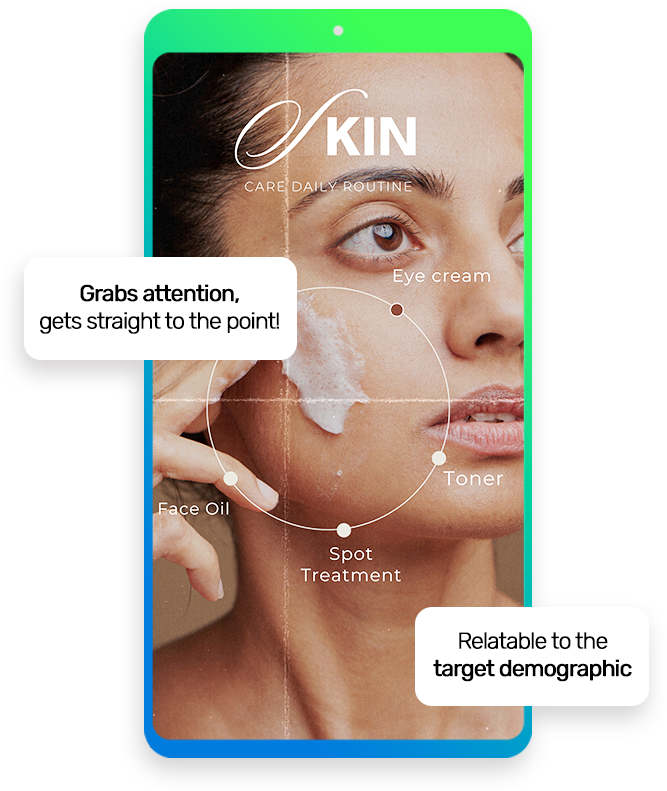 SKIN
CARE DAILY ROUTINE
Grabs attention,
gets straight to the point!
Eye cream
Toner
Face Oil
Spot
Treatment
Relatable to the
target demographic